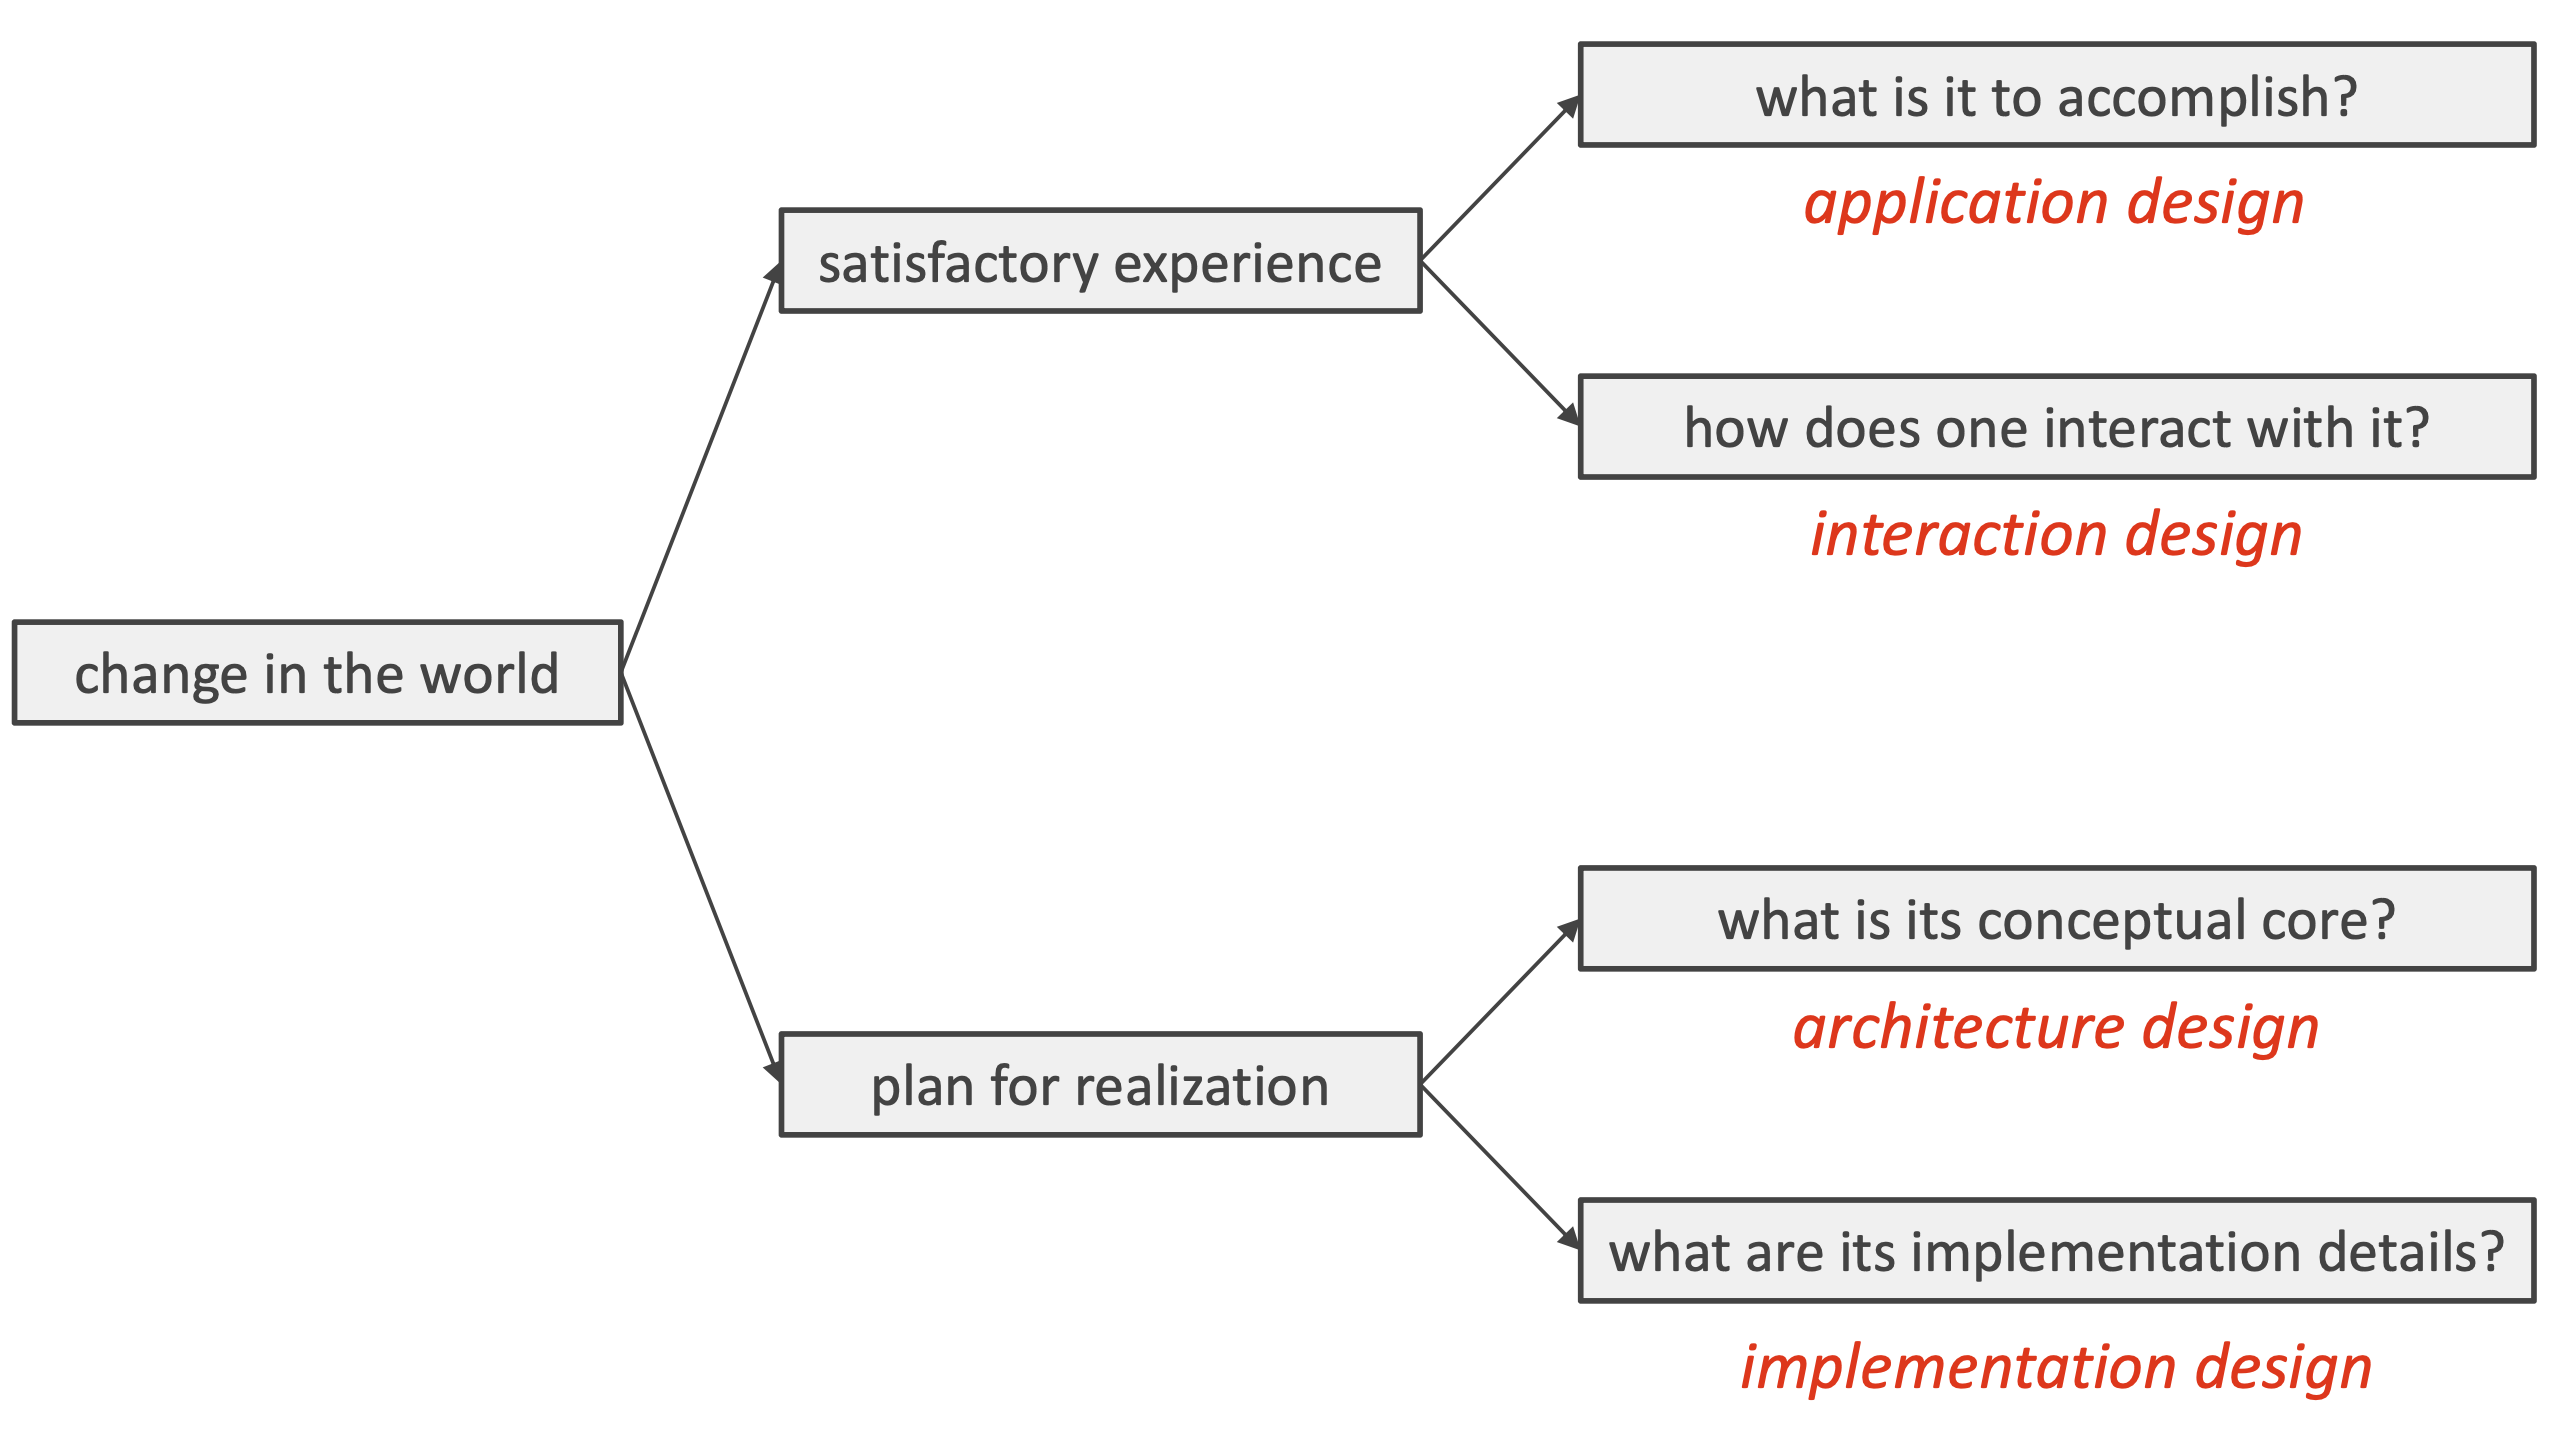 what is it to accomplish?
application design
satisfactory experience
how does one interact with it?
interaction design
change in the world
what is its conceptual core?
architecture design
plan for realization
what are its implementation details?
implementation design